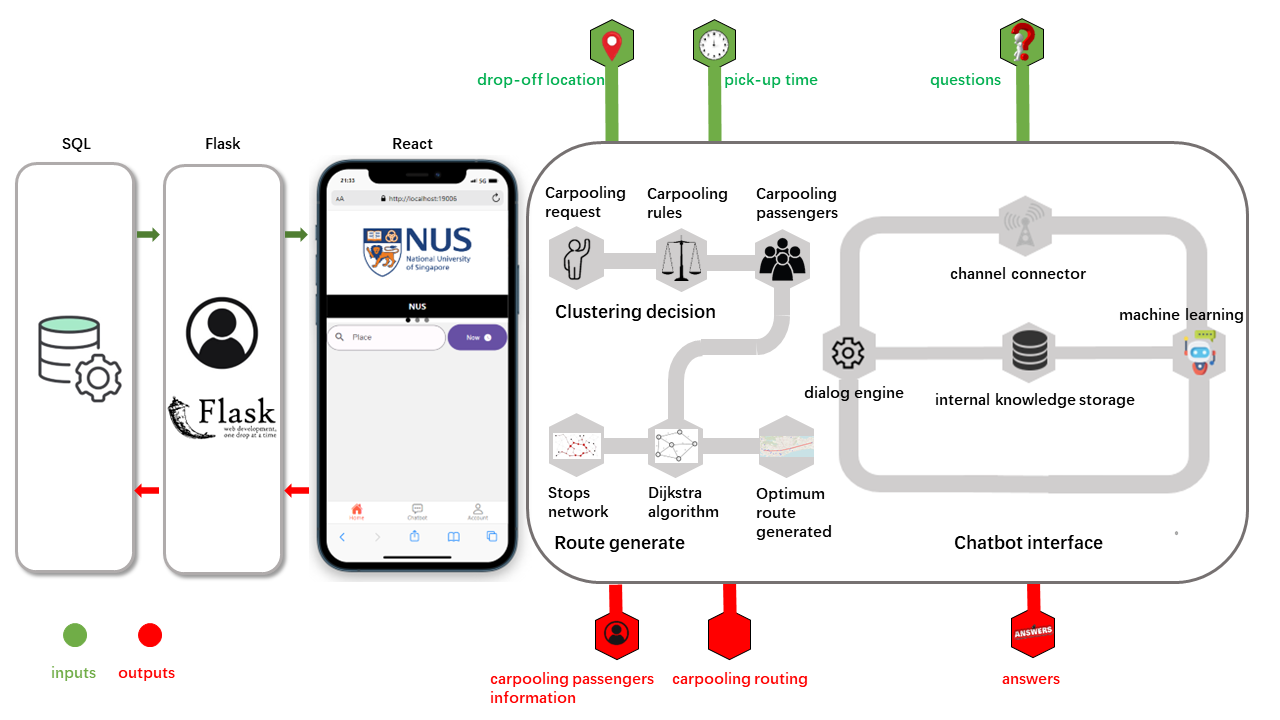 drop-off location
pick-up time
questions
SQL
Flask
React
21:33
5G
AA
http://localhost:19006
NUS
National University
of Singapore
NUS
Place
Now
Home
Chatbot
Account
Flask
web development,
one drop at a time
Carpooling
request
Carpooling
rules
Carpooling
passengers
Clustering decision
Stops
network
Dijkstra
algorithm
Optimum
route
generated
Route generate
channel connector
machine learning
dialog engine
internal knowledge storage
Chatbot interface
inputs
outputs
carpooling passengers
information
carpooling routing
ANSWERS
answers